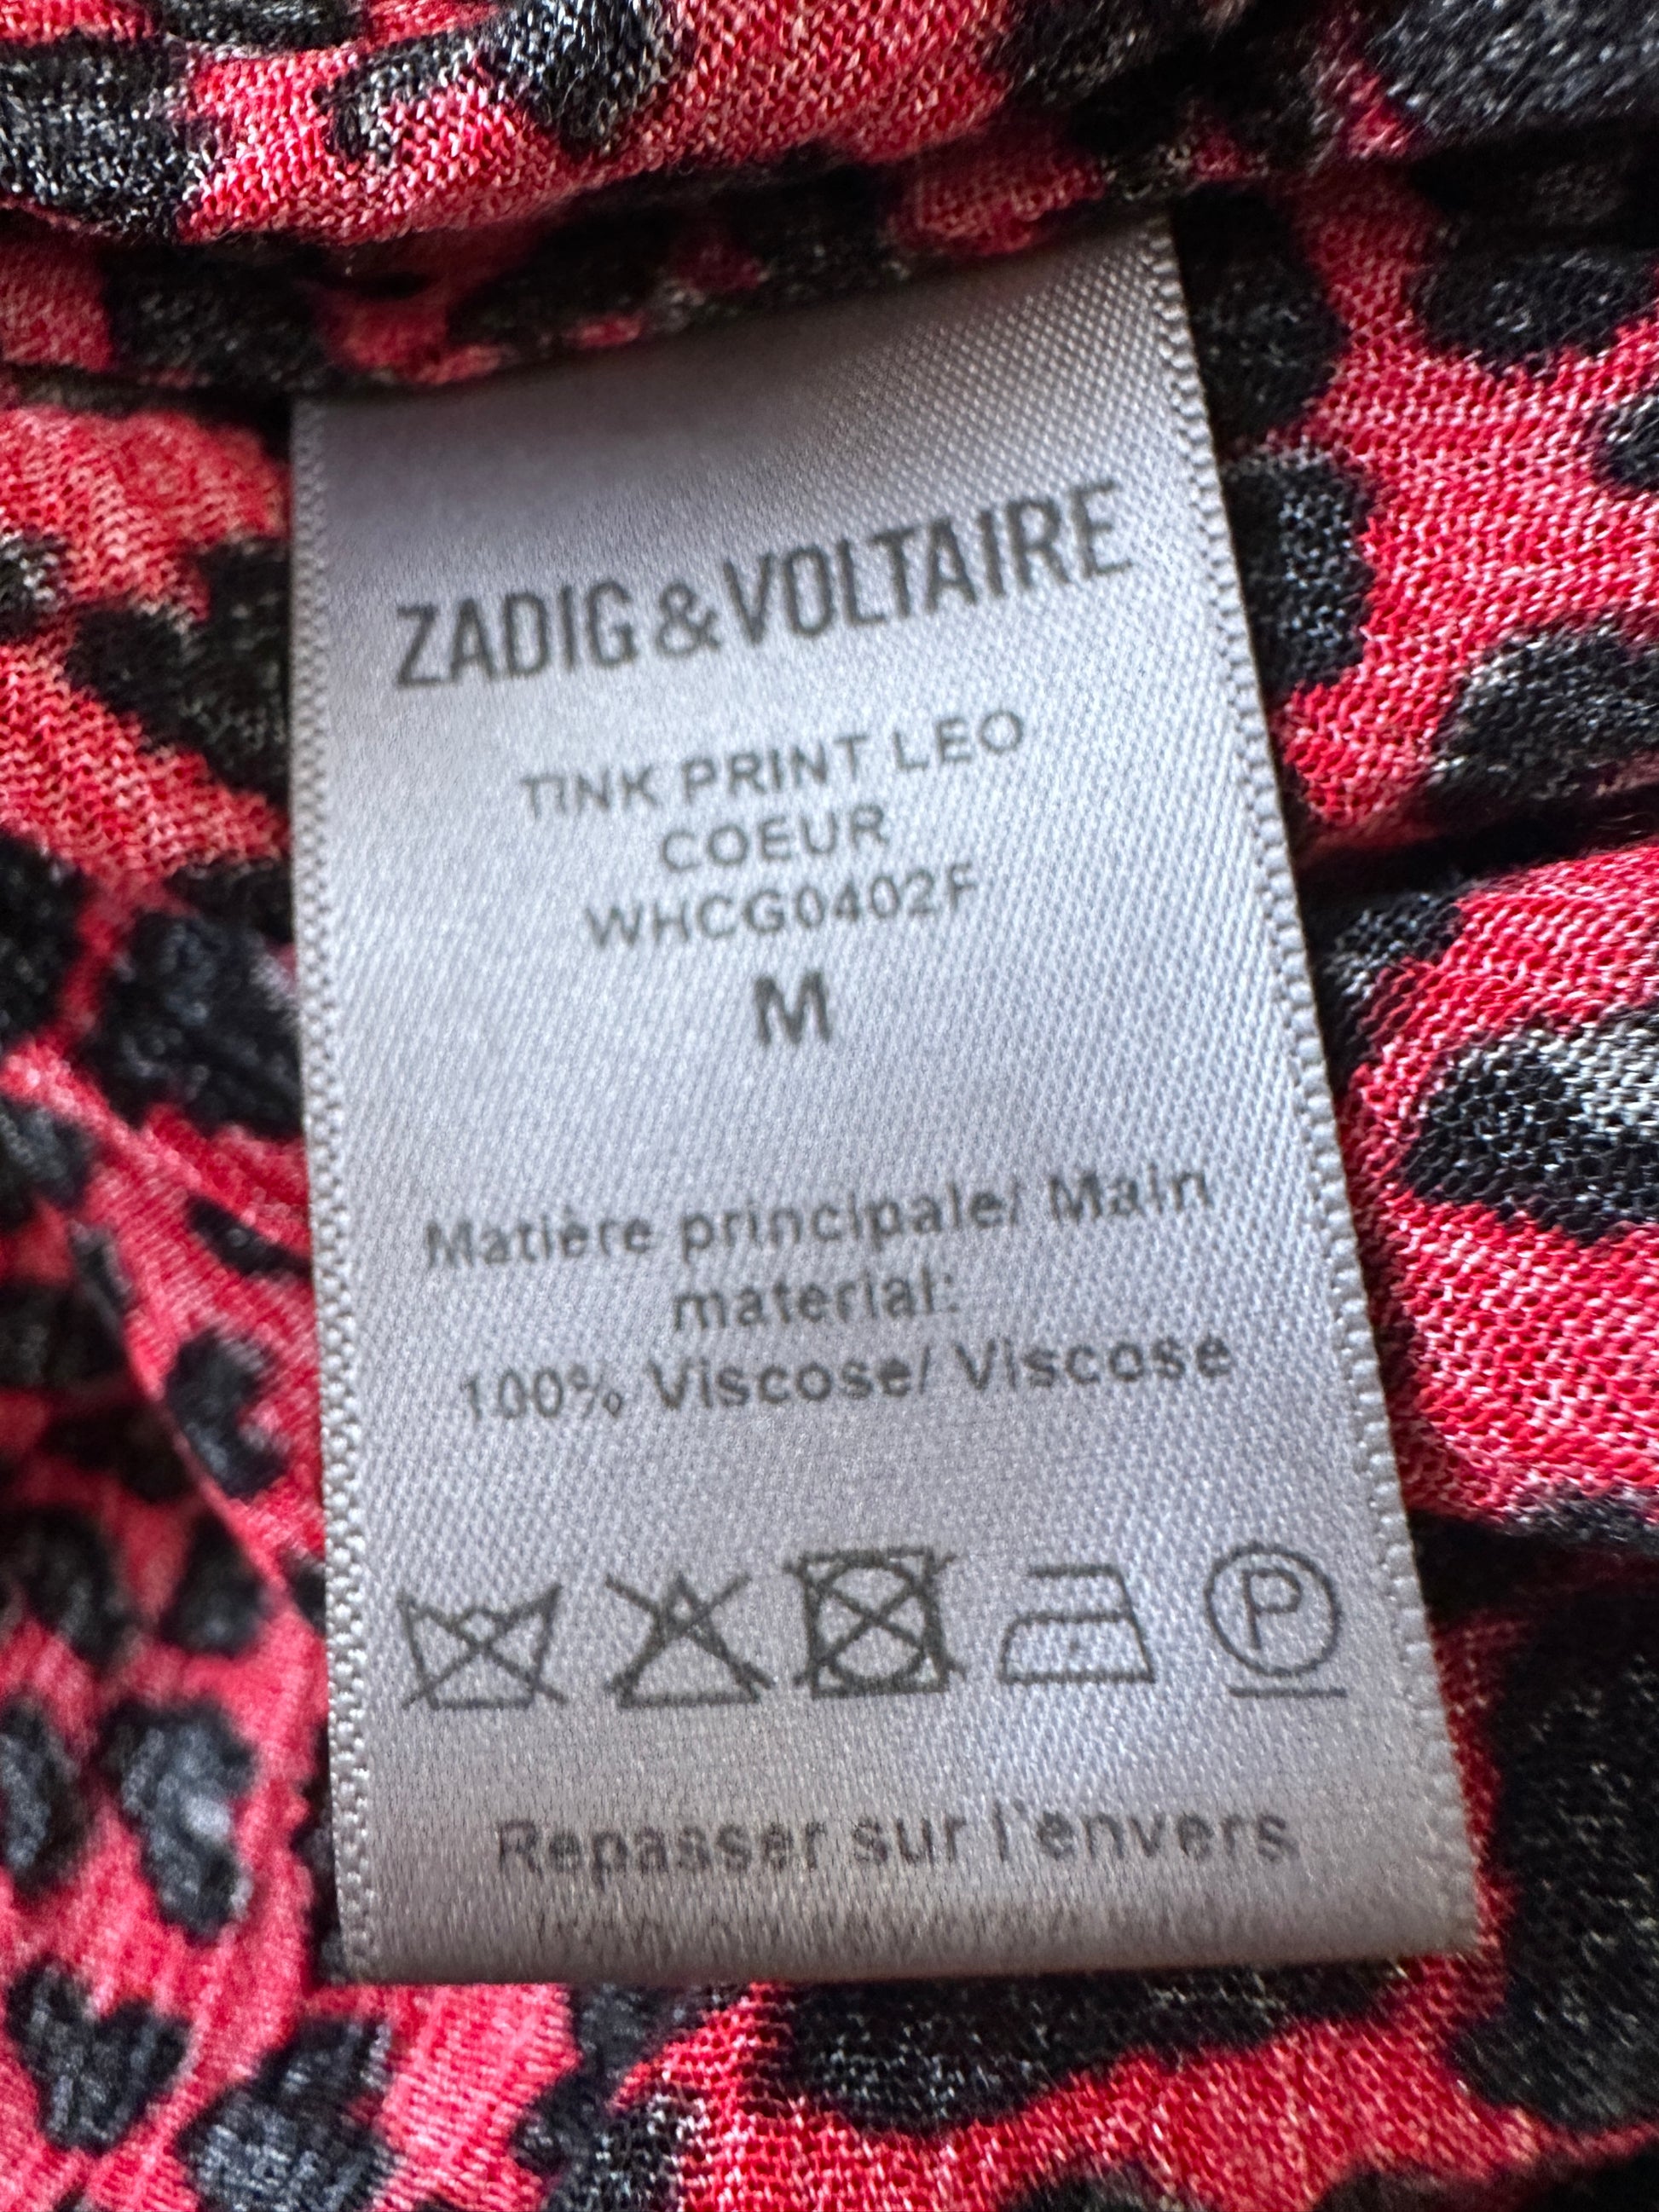 ZADIG&VOLTAIRE
TINK PRINT LEO
COEUR
WHCG0402F
M
Matière principale/ Main
material:
100% Viscose/ Viscose
P
Repasser sur l'envers